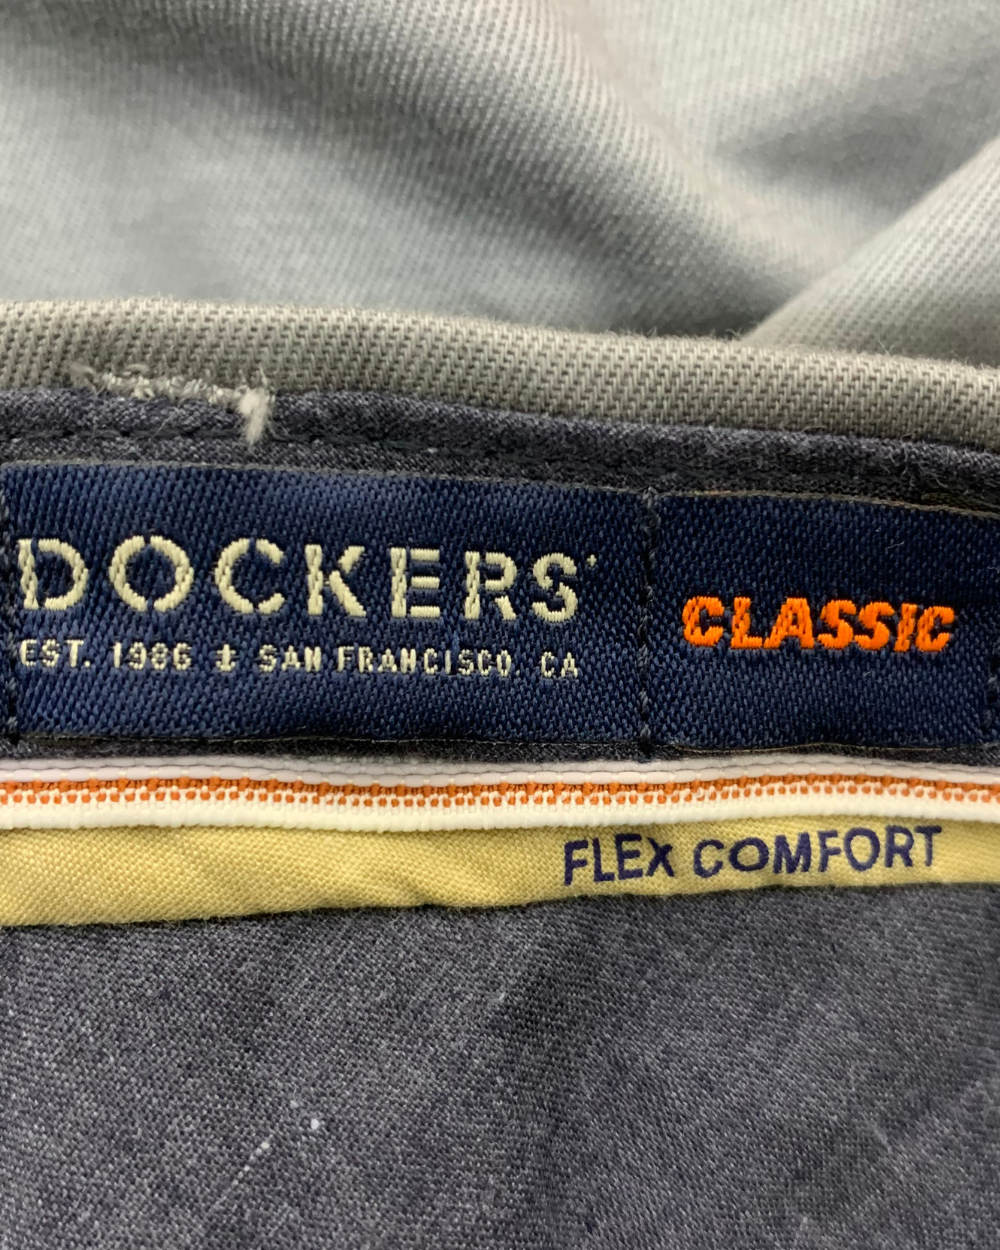 DOCKERS
EST. 1986 ⚓ SAN FRANCISCO, CA
CLASSIC
FLEX COMFORT